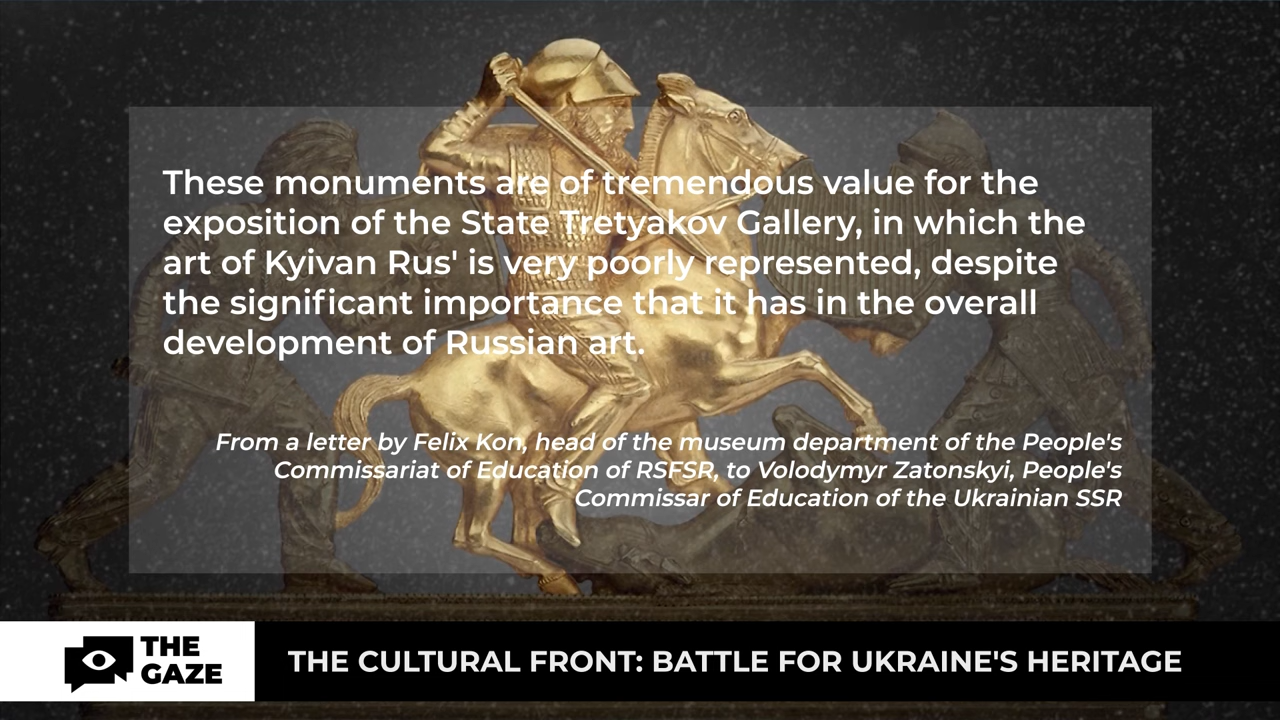 These monuments are of tremendous value for the
exposition of the State Tretyakov Gallery, in which the
art of Kyivan Rus' is very poorly represented, despite
the significant importance that it has in the overall
development of Russian art.
From a letter by Felix Kon, head of the museum department of the People's
Commissariat of Education of RSFSR, to Volodymyr Zatonskyi, People's
Commissar of Education of the Ukrainian SSR
THE
GAZE
THE CULTURAL FRONT: BATTLE FOR UKRAINE'S HERITAGE